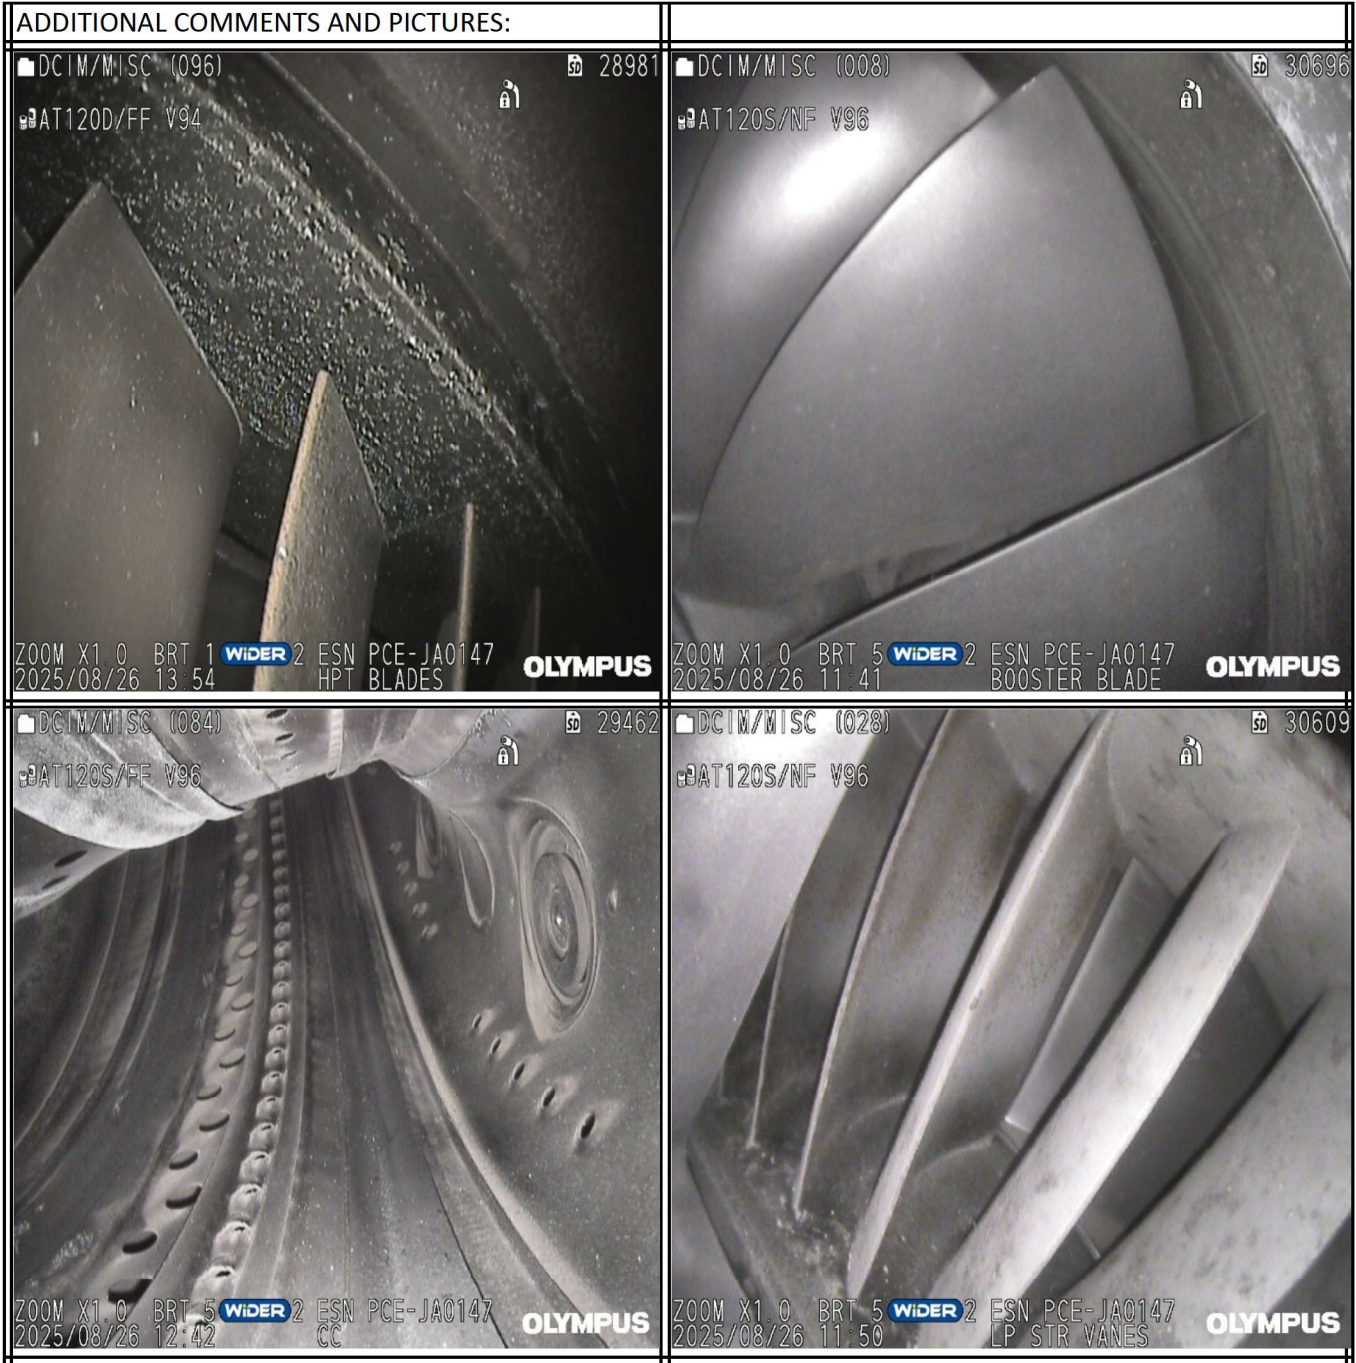 ADDITIONAL COMMENTS AND PICTURES:
DCIM/MISC (096) SD 28981
AT120D/FF V94
ZOOM X1.0 BRT 1 WiDER 2 ESN PCE-JA0147
2025/08/26 13:54 HPT BLADES
OLYMPUS
DCIM/MISC (008) SD 30696
AT120S/NF V96
ZOOM X1.0 BRT 5 WiDER 2 ESN PCE-JA0147
2025/08/26 11:41 BOOSTER BLADE
OLYMPUS
DCIM/MISC (084) SD 29462
AT120S/FF V96
ZOOM X1.0 BRT 5 WiDER 2 ESN PCE-JA0147
2025/08/26 12:42 CC
OLYMPUS
DCIM/MISC (028) SD 30609
AT120S/NF V96
ZOOM X1.0 BRT 5 WiDER 2 ESN PCE-JA0147
2025/08/26 11:50 LP STR VANES
OLYMPUS